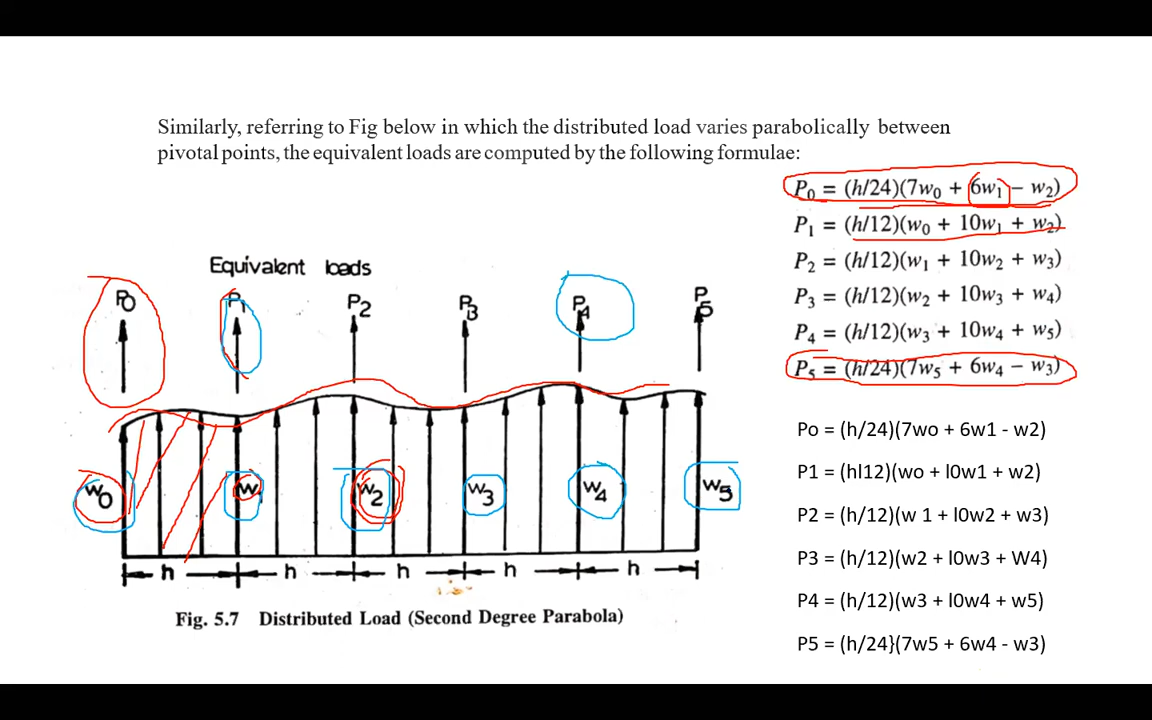 Similarly, referring to Fig below in which the distributed load varies parabolically between
pivotal points, the equivalent loads are computed by the following formulae:
P₀ = (h/24)(7w₀ + 6w₁ − w₂)
P₁ = (h/12)(w₀ + 10w₁ + w₂)
P₂ = (h/12)(w₁ + 10w₂ + w₃)
P₃ = (h/12)(w₂ + 10w₃ + w₄)
P₄ = (h/12)(w₃ + 10w₄ + w₅)
P₅ = (h/24)(7w₅ + 6w₄ − w₃)
Equivalent loads
P₀ P₁ P₂ P₃ P₄ P₅
w₀ w₁ w₂ w₃ w₄ w₅
h h h h h
Fig. 5.7 Distributed Load (Second Degree Parabola)
Po = (h/24)(7wo + 6w1 - w2)
P1 = (hl12)(wo + l0w1 + w2)
P2 = (h/12)(w 1 + l0w2 + w3)
P3 = (h/12)(w2 + l0w3 + W4)
P4 = (h/12)(w3 + l0w4 + w5)
P5 = (h/24}(7w5 + 6w4 - w3)